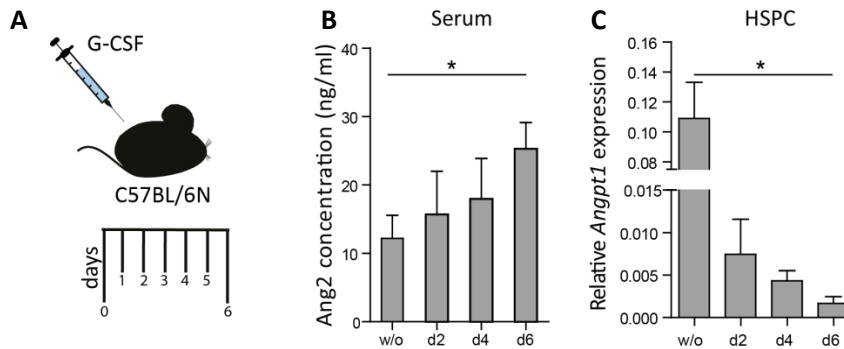 A
G-CSF
C57BL/6N
days
0
1
2
3
4
5
6
B
Serum
Ang2 concentration (ng/ml)
40
30
20
10
0
*
w/o
d2
d4
d6
C
HSPC
Relative Angpt1 expression
0.16
0.14
0.12
0.10
0.08
0.015
0.010
0.005
0.000
*
w/o
d2
d4
d6